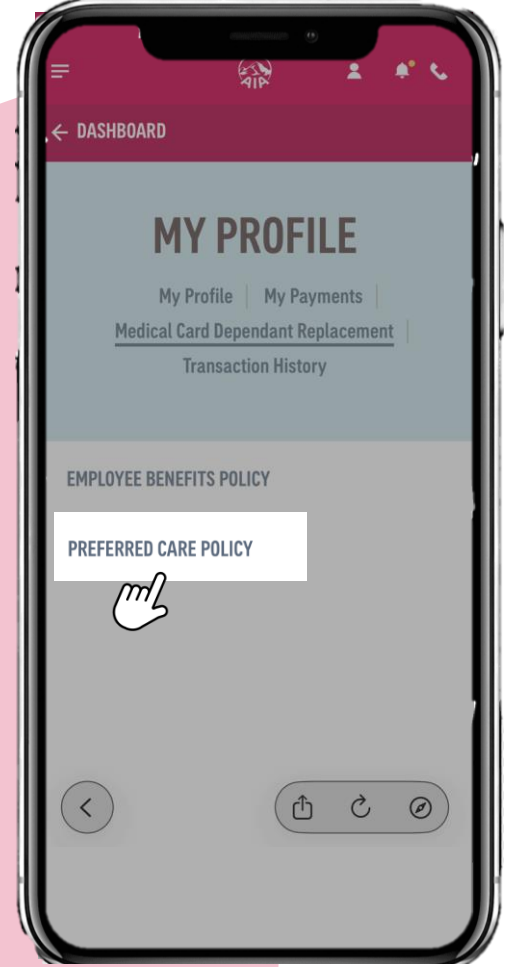 AIA
← DASHBOARD
MY PROFILE
My Profile | My Payments |
Medical Card Dependant Replacement |
Transaction History
EMPLOYEE BENEFITS POLICY
PREFERRED CARE POLICY